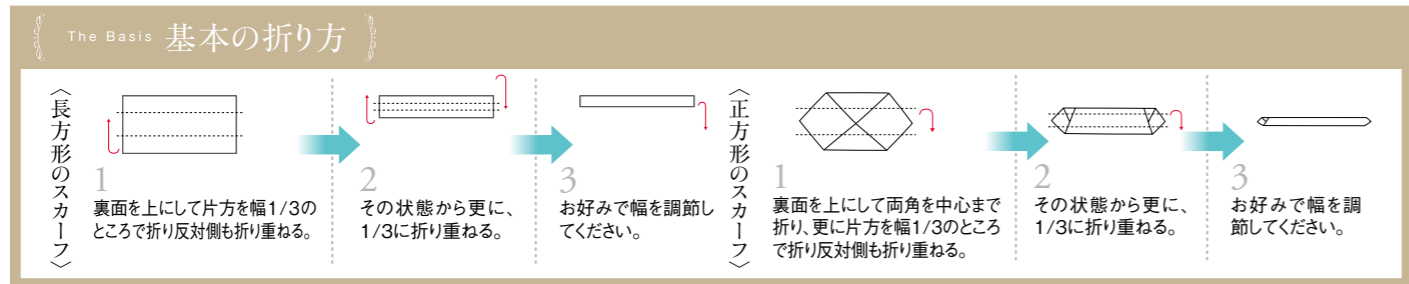 The Basis 基本の折り方
〈長方形のスカーフ〉
1
裏面を上にして片方を幅1/3の
ところで折り反対側も折り重ねる。
2
その状態から更に、
1/3に折り重ねる。
3
お好みで幅を調節し
てください。
〈正方形のスカーフ〉
1
裏面を上にして両角を中心まで
折り、更に片方を幅1/3のところ
で折り反対側も折り重ねる。
2
その状態から更に、
1/3に折り重ねる。
3
お好みで幅を調
節してください。